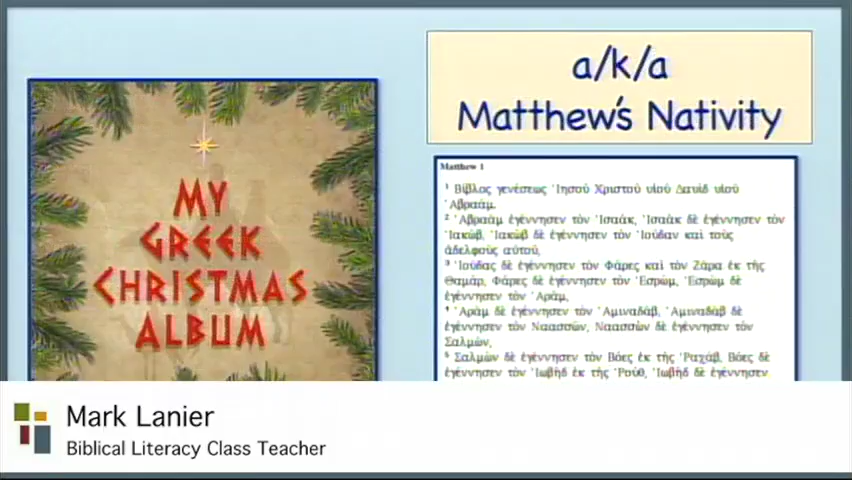 a/k/a
Matthew's Nativity
MY
GREEK
CHRISTMAS
ALBUM
Matthew 1
1 Βίβλος γενέσεως Ἰησοῦ Χριστοῦ υἱοῦ Δαυὶδ υἱοῦ
Ἀβραάμ.
2 Ἀβραὰμ ἐγέννησεν τὸν Ἰσαάκ, Ἰσαὰκ δὲ ἐγέννησεν τὸν
Ἰακώβ, Ἰακὼβ δὲ ἐγέννησεν τὸν Ἰούδαν καὶ τοὺς
ἀδελφοὺς αὐτοῦ,
3 Ἰούδας δὲ ἐγέννησεν τὸν Φάρες καὶ τὸν Ζάρα ἐκ τῆς
Θαμάρ, Φάρες δὲ ἐγέννησεν τὸν Ἑσρώμ, Ἑσρὼμ δὲ
ἐγέννησεν τὸν Ἀράμ,
4 Ἀρὰμ δὲ ἐγέννησεν τὸν Ἀμιναδάβ, Ἀμιναδὰβ δὲ
ἐγέννησεν τὸν Ναασσών, Ναασσὼν δὲ ἐγέννησεν τὸν
Σαλμών,
5 Σαλμὼν δὲ ἐγέννησεν τὸν Βόες ἐκ τῆς Ῥαχάβ, Βόες δὲ
ἐγέννησεν τὸν Ἰωβὴδ ἐκ τῆς Ῥούθ, Ἰωβὴδ δὲ ἐγέννησεν
Mark Lanier
Biblical Literacy Class Teacher